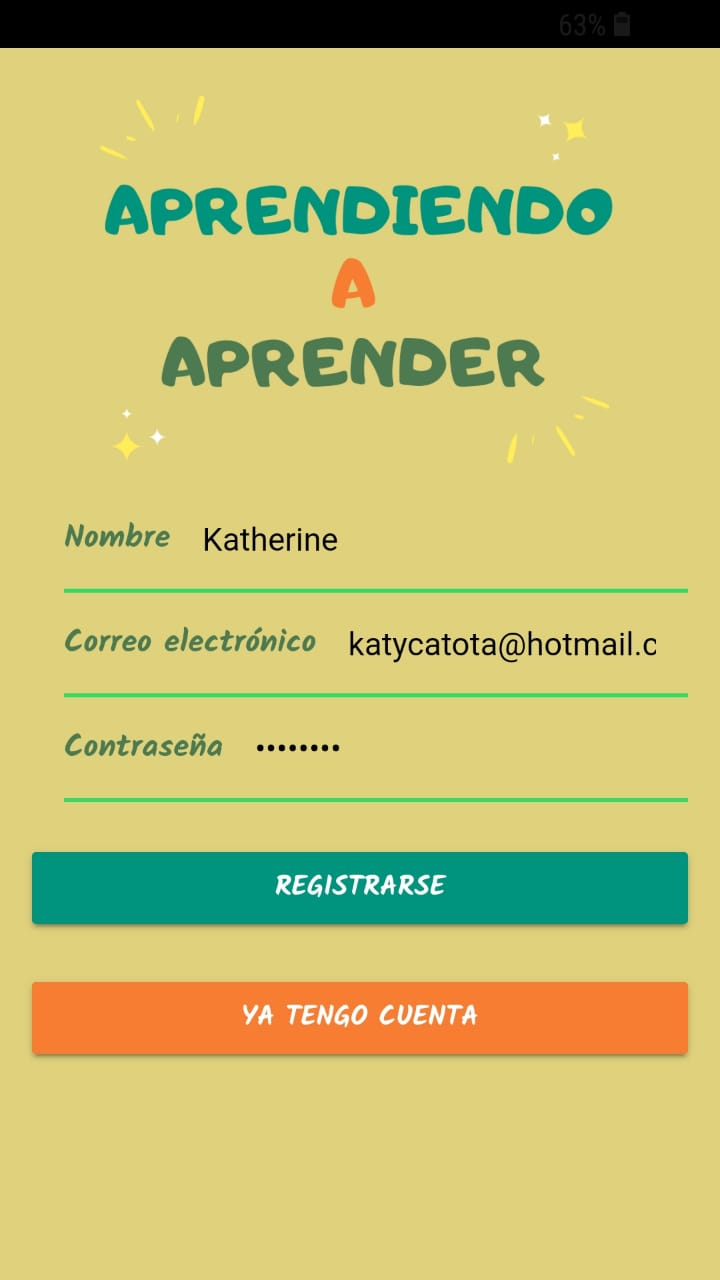 63%
APRENDIENDO
A
APRENDER
Nombre Katherine
Correo electrónico katycatota@hotmail.c
Contraseña ••••••••
REGISTRARSE
YA TENGO CUENTA